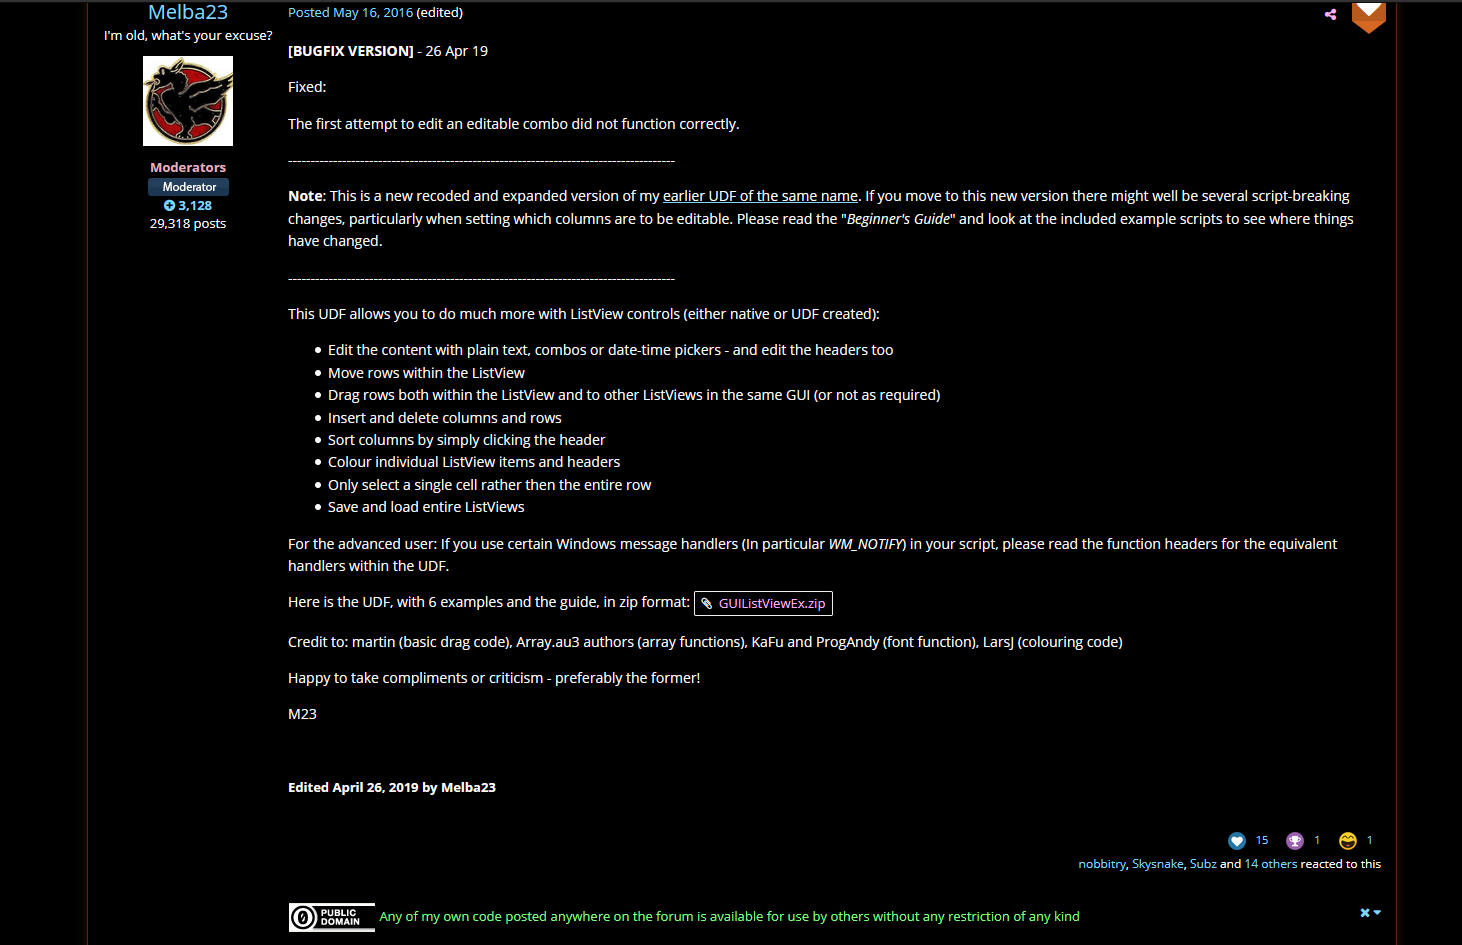 Melba23
I'm old, what's your excuse?
Moderators
Moderator
3,128
29,318 posts
Posted May 16, 2016 (edited)
[BUGFIX VERSION] - 26 Apr 19
Fixed:
The first attempt to edit an editable combo did not function correctly.
--------------------------------------------------------------------------------------
Note: This is a new recoded and expanded version of my earlier UDF of the same name. If you move to this new version there might well be several script-breaking
changes, particularly when setting which columns are to be editable. Please read the "Beginner's Guide" and look at the included example scripts to see where things
have changed.
--------------------------------------------------------------------------------------
This UDF allows you to do much more with ListView controls (either native or UDF created):
• Edit the content with plain text, combos or date-time pickers - and edit the headers too
• Move rows within the ListView
• Drag rows both within the ListView and to other ListViews in the same GUI (or not as required)
• Insert and delete columns and rows
• Sort columns by simply clicking the header
• Colour individual ListView items and headers
• Only select a single cell rather then the entire row
• Save and load entire ListViews
For the advanced user: If you use certain Windows message handlers (In particular WM_NOTIFY) in your script, please read the function headers for the equivalent
handlers within the UDF.
Here is the UDF, with 6 examples and the guide, in zip format: GUIListViewEx.zip
Credit to: martin (basic drag code), Array.au3 authors (array functions), KaFu and ProgAndy (font function), LarsJ (colouring code)
Happy to take compliments or criticism - preferably the former!
M23
Edited April 26, 2019 by Melba23
15 1 1
nobbitry, Skysnake, Subz and 14 others reacted to this
PUBLIC
DOMAIN
Any of my own code posted anywhere on the forum is available for use by others without any restriction of any kind